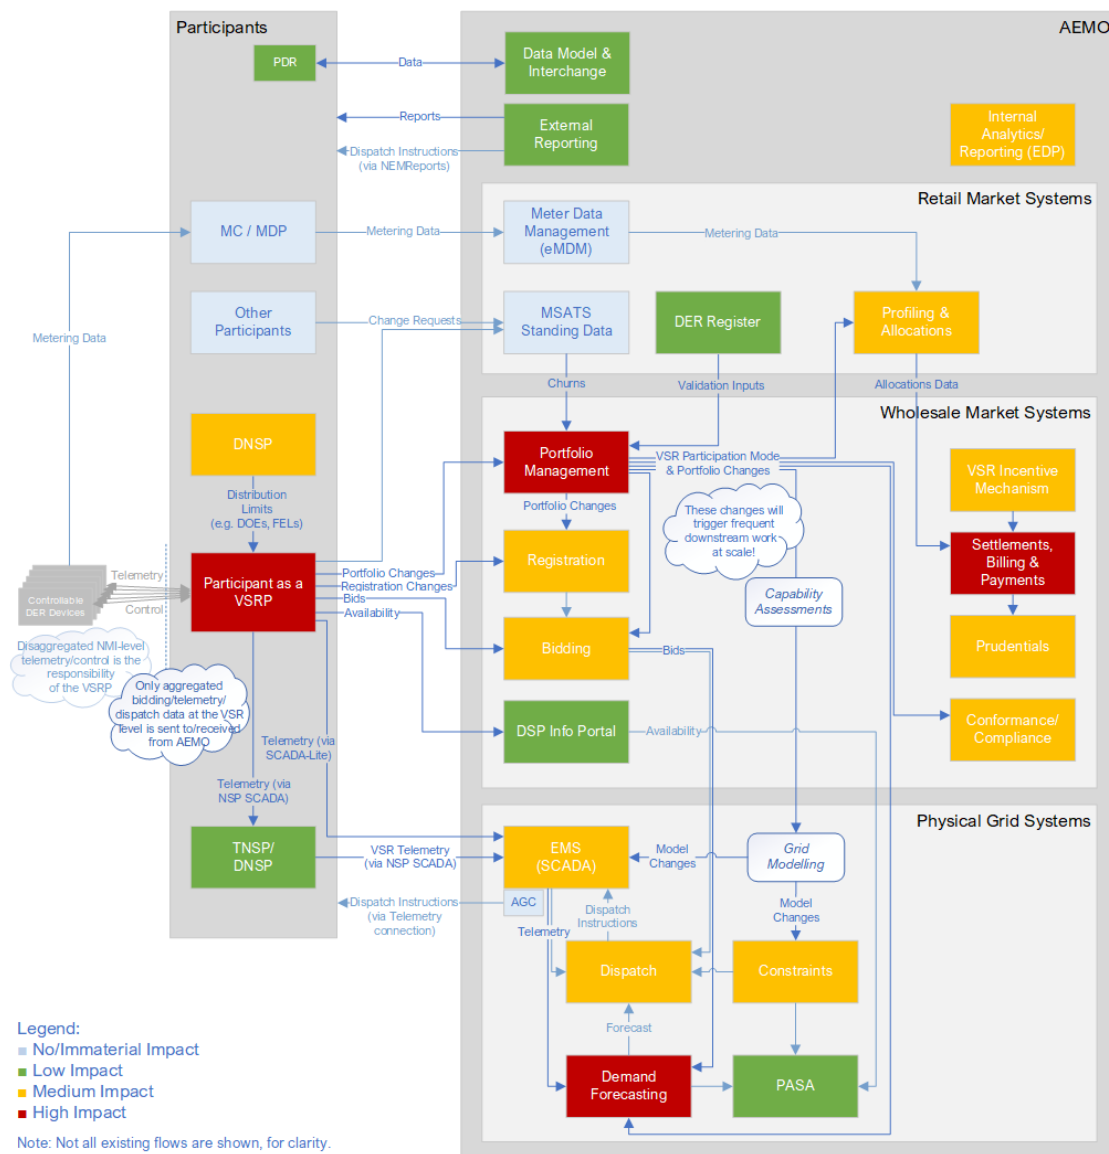 Participants
AEMO
PDR
Data
Data Model &
Interchange
Reports
External
Reporting
Dispatch Instructions
(via NEMReports)
Internal
Analytics/
Reporting (EDP)
Retail Market Systems
MC / MDP
Metering Data
Meter Data
Management
(eMDM)
Metering Data
Other
Participants
Change Requests
MSATS
Standing Data
DER Register
Profiling &
Allocations
Metering Data
Churns
Validation Inputs
Allocations Data
Wholesale Market Systems
DNSP
Portfolio
Management
VSR Participation Mode
& Portfolio Changes
VSR Incentive
Mechanism
Distribution
Limits
(e.g. DOEs, FELs)
Portfolio Changes
These changes will
trigger frequent
downstream work
at scale!
Telemetry
Control
Controllable
DER Devices
Participant as a
VSRP
Portfolio Changes
Registration Changes
Bids
Availability
Registration
Settlements,
Billing &
Payments
Capability
Assessments
Disaggregated NMI-level
telemetry/control is the
responsibility
of the VSRP
Bidding
Bids
Prudentials
Only aggregated
bidding/telemetry/
dispatch data at the VSR
level is sent to/received
from AEMO
DSP Info Portal
Availability
Conformance/
Compliance
Telemetry (via
SCADA-Lite)
Telemetry (via
NSP SCADA)
Physical Grid Systems
TNSP/
DNSP
VSR Telemetry
(via NSP SCADA)
EMS
(SCADA)
Model
Changes
Grid
Modelling
AGC
Dispatch Instructions
(via Telemetry
connection)
Telemetry
Dispatch
Instructions
Model
Changes
Dispatch
Constraints
Forecast
Demand
Forecasting
PASA
Legend:
No/Immaterial Impact
Low Impact
Medium Impact
High Impact
Note: Not all existing flows are shown, for clarity.